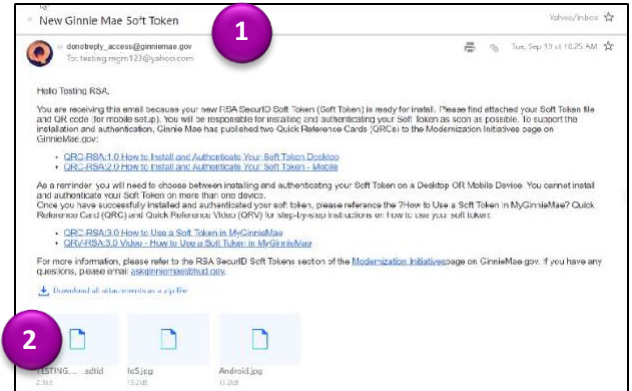 New Ginnie Mae Soft Token
1
Yahoo/Inbox
donotreply_access@ginniemae.gov
Tue, Sep 19 at 10:25 AM
To: testing.mgm123@yahoo.com
Hello Testing RSA,
You are receiving this email because your new RSA SecurID Soft Token (Soft Token) is ready for install. Please find attached your Soft Token file
and QR code (for mobile setup). You will be responsible for installing and authenticating your Soft Token as soon as possible. To support the
installation and authentication, Ginnie Mae has published two Quick Reference Cards (QRCs) to the Modernization Initiatives page on
GinnieMae.gov:
• QRC-RSA:1.0 How to Install and Authenticate Your Soft Token Desktop
• QRC-RSA:2.0 How to Install and Authenticate Your Soft Token - Mobile
As a reminder, you will need to choose between installing and authenticating your Soft Token on a Desktop OR Mobile Device. You cannot install
and authenticate your Soft Token on more than one device.
Once you have successfully installed and authenticated your soft token, please reference the ?How to Use a Soft Token in MyGinnieMae? Quick
Reference Card (QRC) and Quick Reference Video (QRV) for step-by-step instructions on how to use your soft token:
• QRC-RSA:3.0 How to Use a Soft Token in MyGinnieMae
• QRV-RSA:3.0 Video - How to Use a Soft Token in MyGinnieMae
For more information, please refer to the RSA SecurID Soft Tokens section of the Modernization Initiatives page on GinnieMae.gov. If you have any
questions, please email askginniemae@hud.gov.
Download all attachments as a zip file
2
TESTING... .sdtid
IoS.jpg
Android.jpg
2.9kB
15.2kB